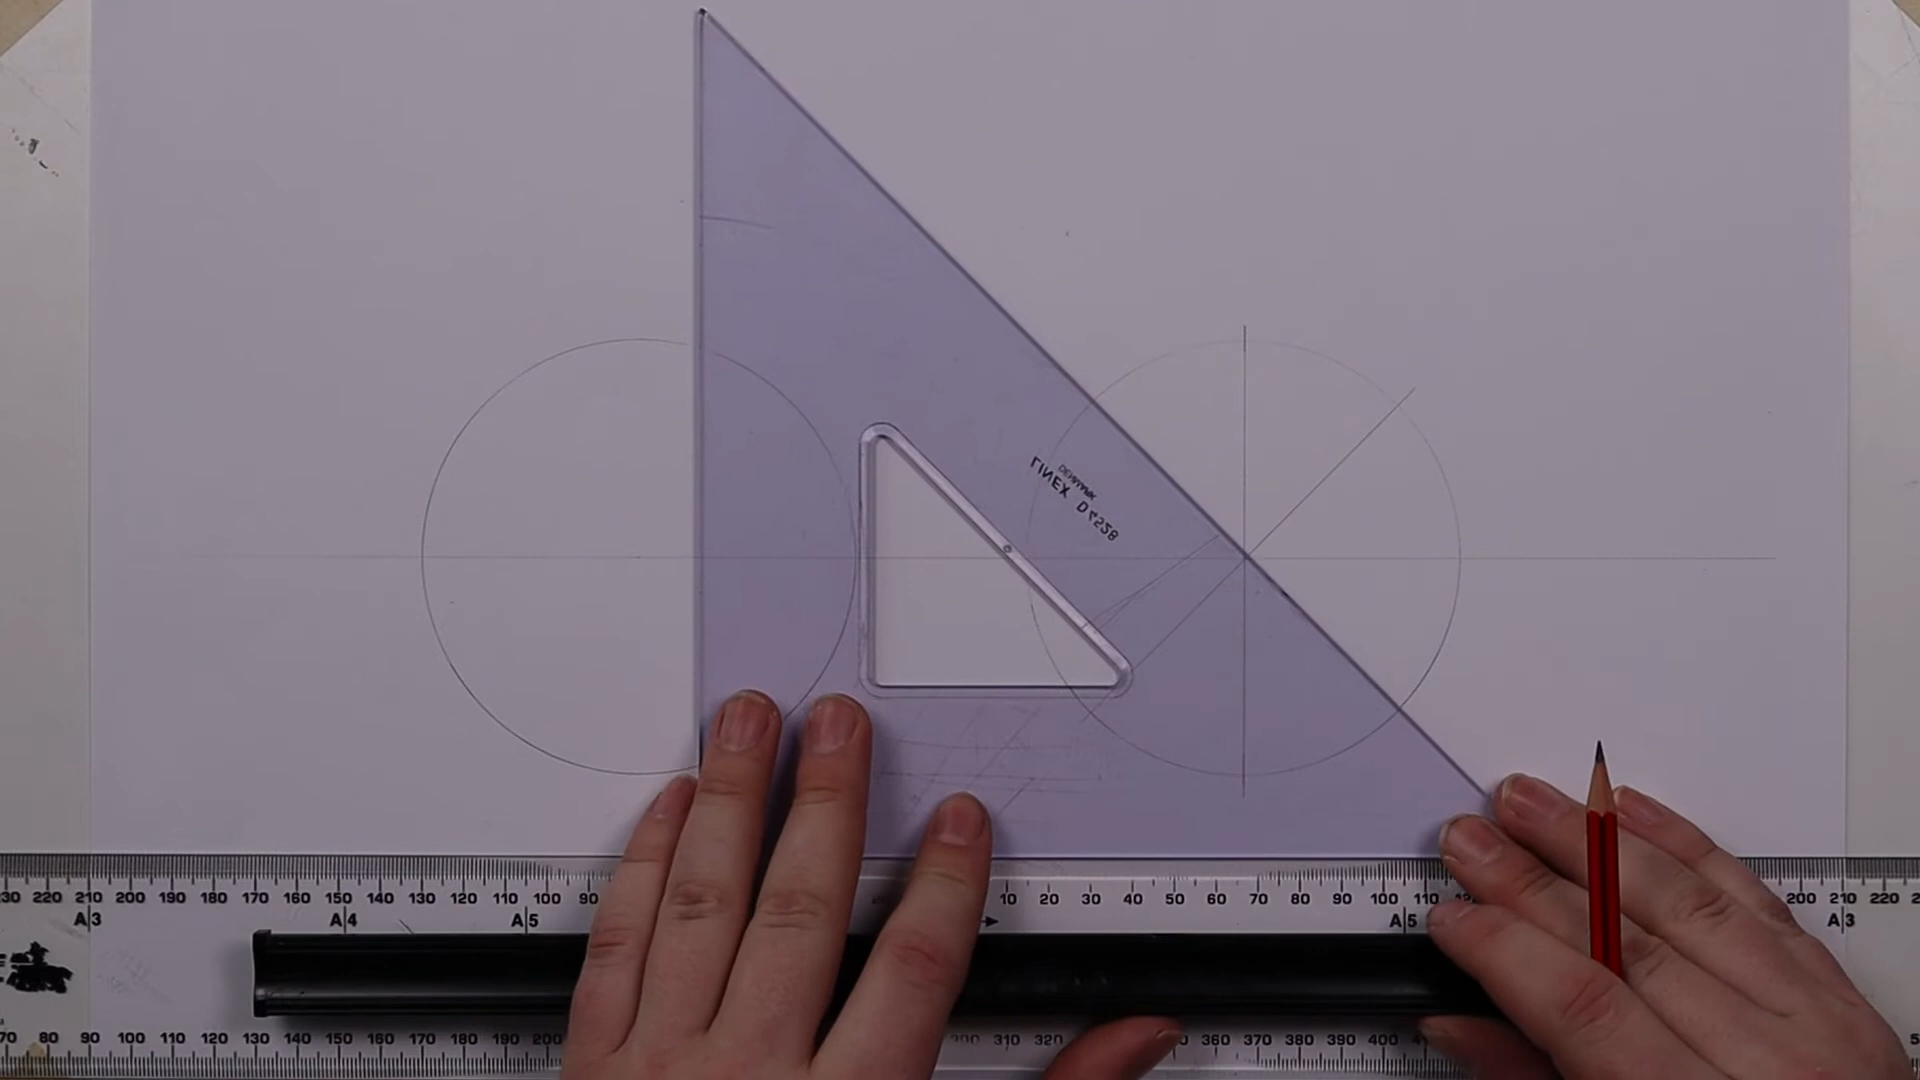 DENMARK
LINEX D4528
30 220 210 200 190 180 170 160 150 140 130 120 110 100 90 10 20 30 40 50 60 70 80 90 100 110 200 210 220
A3 A4 A5 A5 A3
70 80 90 100 110 120 130 140 150 160 170 180 190 200 310 320 360 370 380 390 400